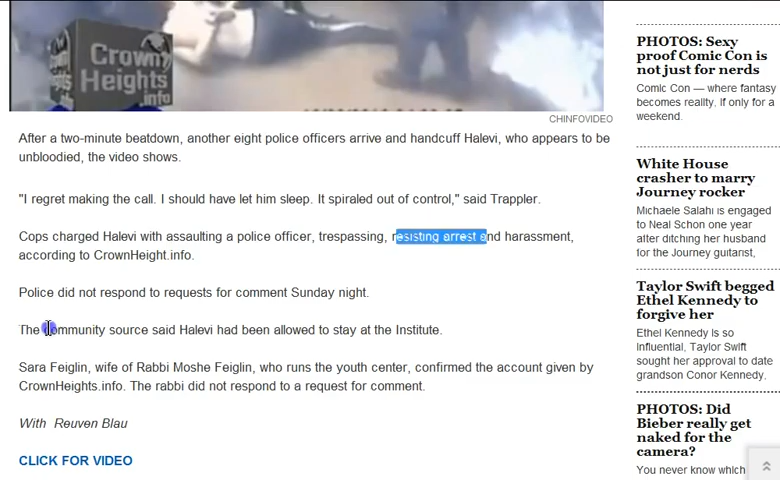 Crown
Heights
.info
CHINFOVIDEO
After a two-minute beatdown, another eight police officers arrive and handcuff Halevi, who appears to be
unbloodied, the video shows.
"I regret making the call. I should have let him sleep. It spiraled out of control," said Trappler.
Cops charged Halevi with assaulting a police officer, trespassing, resisting arrest and harassment,
according to CrownHeight.info.
Police did not respond to requests for comment Sunday night.
The community source said Halevi had been allowed to stay at the Institute.
Sara Feiglin, wife of Rabbi Moshe Feiglin, who runs the youth center, confirmed the account given by
CrownHeights.info. The rabbi did not respond to a request for comment.
With Reuven Blau
CLICK FOR VIDEO
PHOTOS: Sexy
proof Comic Con is
not just for nerds
Comic Con — where fantasy
becomes reality. If only for a
weekend.
White House
crasher to marry
Journey rocker
Michaele Salahi is engaged
to Neal Schon one year
after ditching her husband
for the Journey guitarist,
Taylor Swift begged
Ethel Kennedy to
forgive her
Ethel Kennedy is so
influential, Taylor Swift
sought her approval to date
grandson Conor Kennedy.
PHOTOS: Did
Bieber really get
naked for the
camera?
You never know which